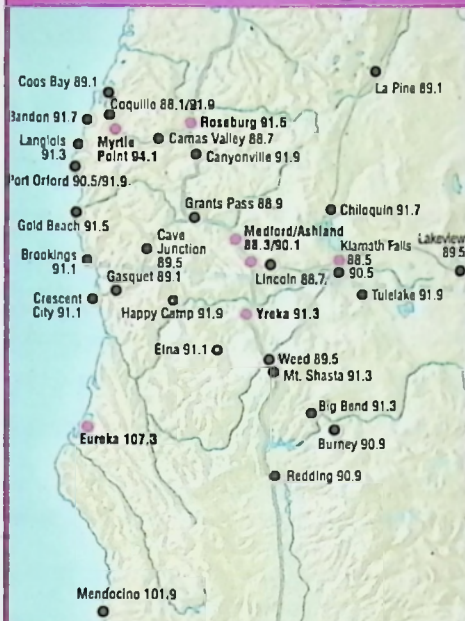 Coos Bay 89.1
La Pine 89.1
Coquille 88.1/91.9
Bandon 91.7
Roseburg 91.5
Langlois
91.3
Myrtle
Point 94.1
Camas Valley 88.7
Canyonville 91.9
Port Orford 90.5/91.9
Grants Pass 88.9
Chiloquin 91.7
Gold Beach 91.5
Cave
Junction
89.5
Medford/Ashland
88.3/90.1
Klamath Falls
88.5
90.5
Lakeview
89.5
Brookings
91.1
Gasquet 89.1
Lincoln 88.7.
Tulelake 91.9
Crescent
City 91.1
Happy Camp 91.9
Yreka 91.3
Etna 91.1
Weed 89.5
Mt. Shasta 91.3
Big Bend 91.3
Burney 90.9
Eureka 107.3
Redding 90.9
Mendocino 101.9